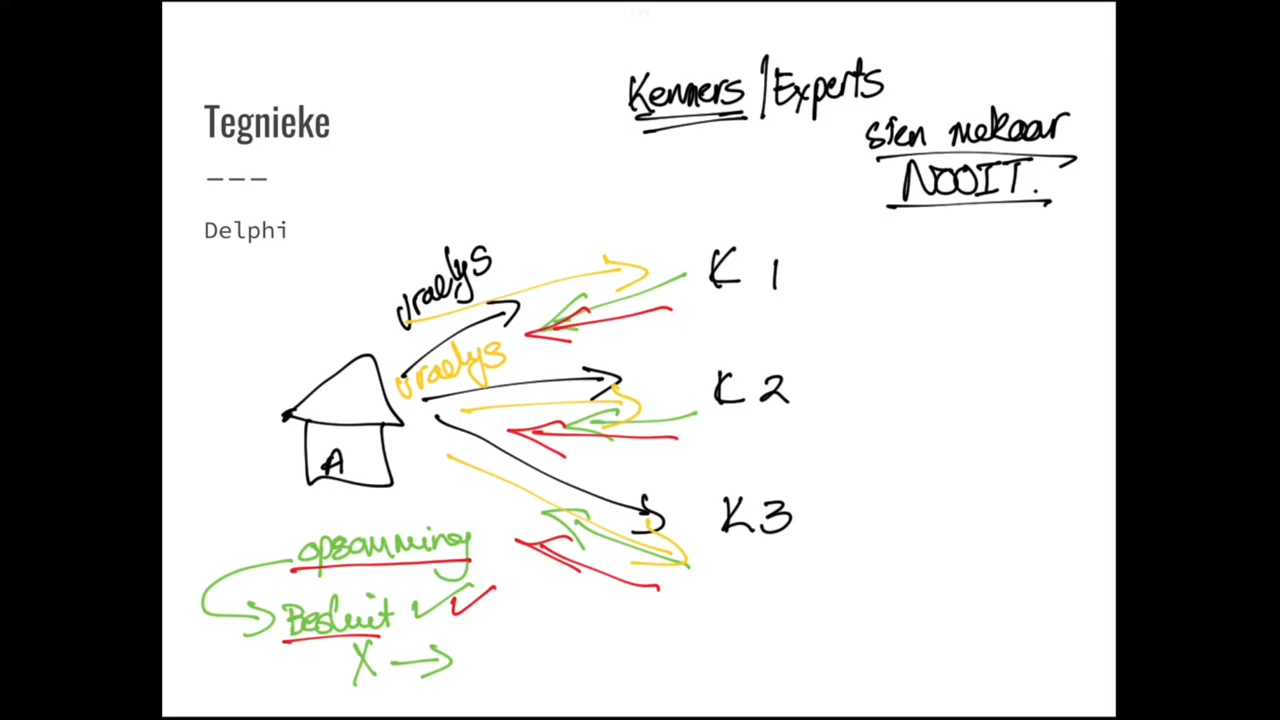 Kenners / Experts
Tegnieke
sien mekaar
NOOIT.
---
Delphi
vraelys
K 1
vraelys
K 2
A
K 3
opsomming
Besluit ✓ ✓
X →